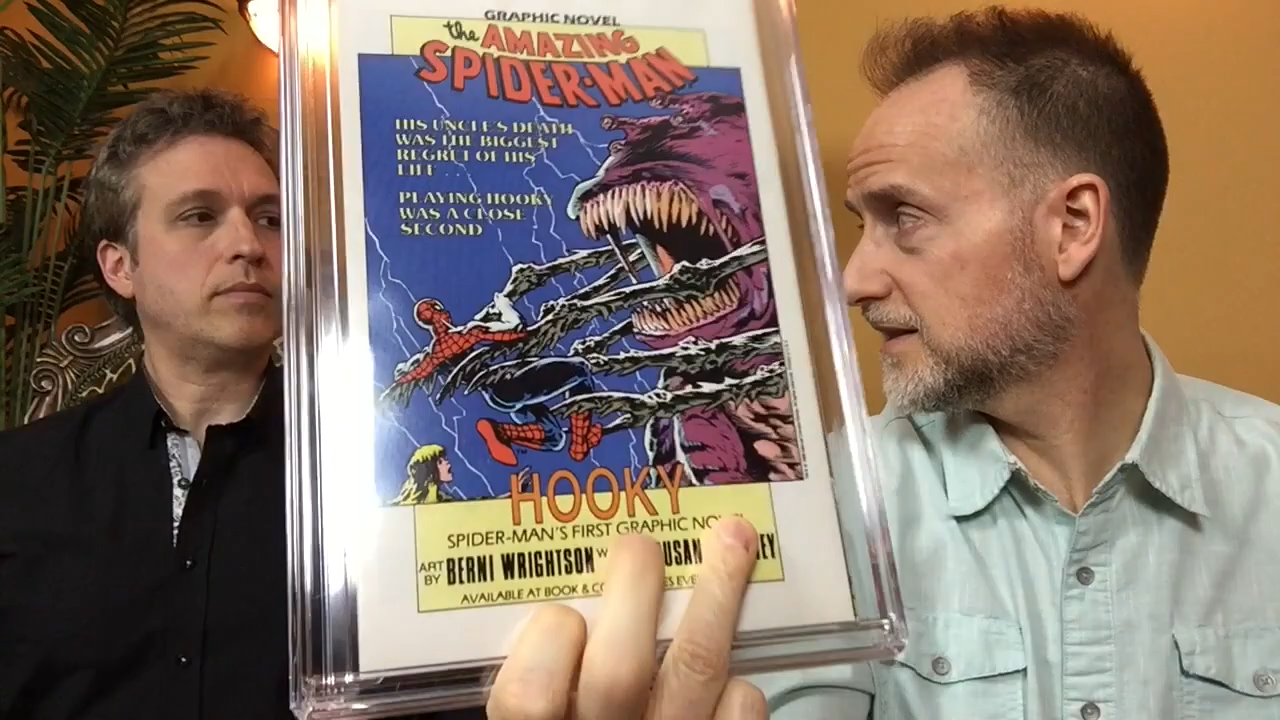 GRAPHIC NOVEL
the AMAZING
SPIDER-MAN
HIS UNCLE'S DEATH
WAS THE BIGGEST
REGRET OF HIS
LIFE . . .
PLAYING HOOKY
WAS A CLOSE
SECOND
HOOKY
SPIDER-MAN'S FIRST GRAPHIC NOVEL
ART
BY BERNI WRIGHTSON
AVAILABLE AT BOOK &